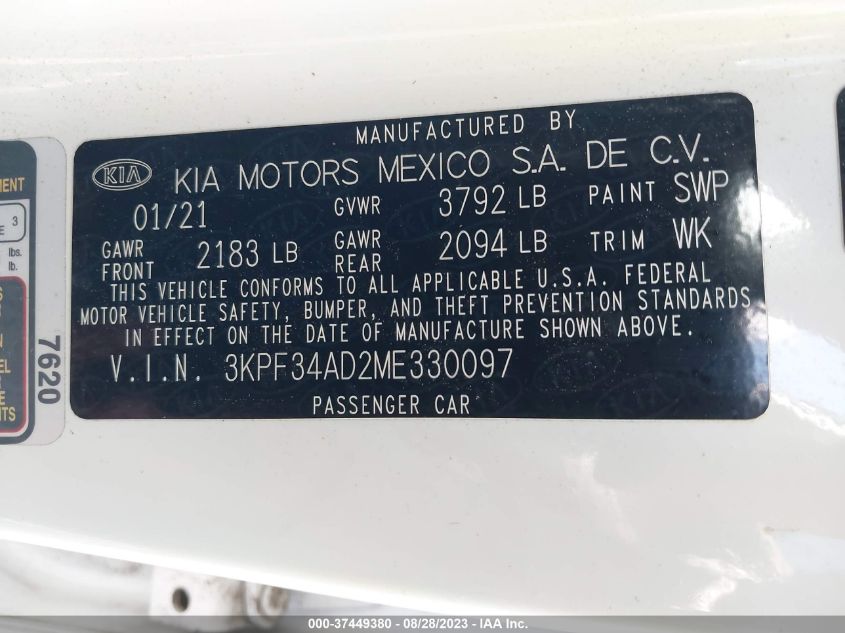 MANUFACTURED BY
KIA KIA MOTORS MEXICO S.A. DE C.V.
01/21 GVWR 3792 LB PAINT SWP
GAWR FRONT 2183 LB GAWR REAR 2094 LB TRIM WK
THIS VEHICLE CONFORMS TO ALL APPLICABLE U.S.A. FEDERAL
MOTOR VEHICLE SAFETY, BUMPER, AND THEFT PREVENTION STANDARDS
IN EFFECT ON THE DATE OF MANUFACTURE SHOWN ABOVE.
V.I.N. 3KPF34AD2ME330097
PASSENGER CAR
3
lbs.
lb.
7620
000-37449380 - 08/28/2023 - IAA Inc.